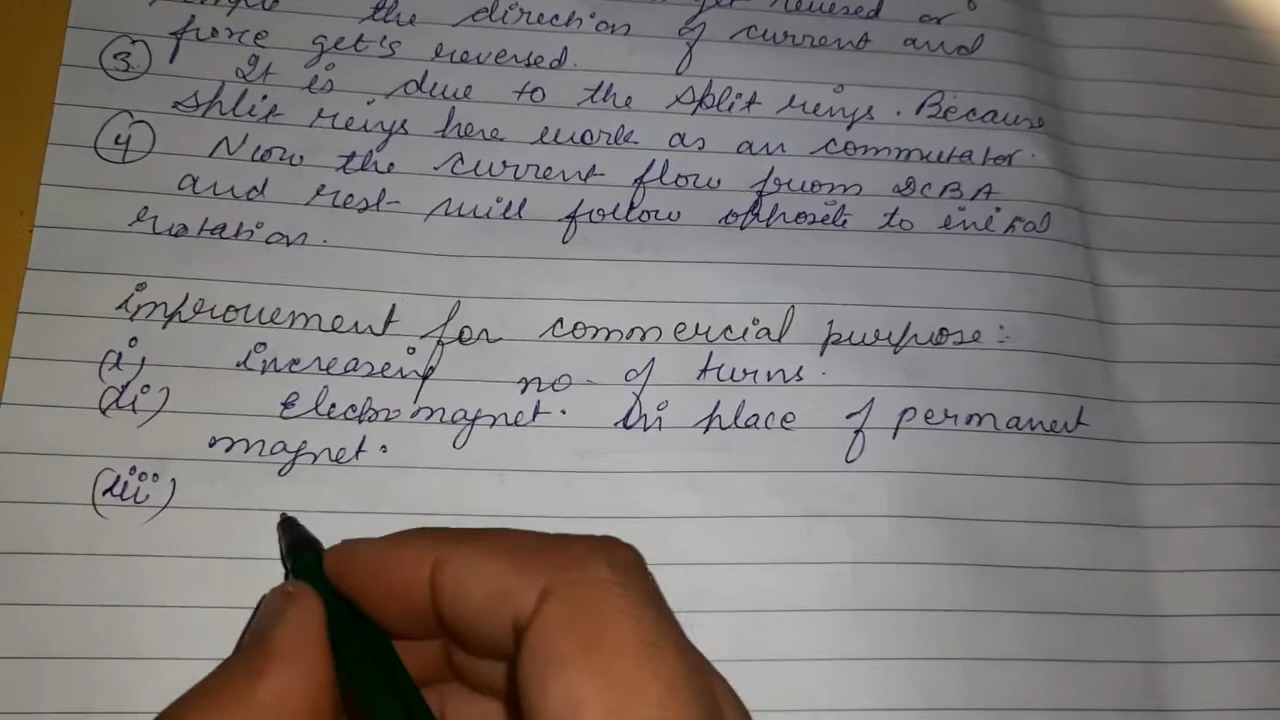 the direction of current and
③ force get's reversed.
It is due to the split rings. Because
split rings here work as an commutator.
④ Now the current flow from DCBA
and rest will follow opposite to inital
rotation.
improvement for commercial purpose:
(i) increasing no. of turns.
(ii) Electromagnet. In place of permanent
magnet.
(iii)